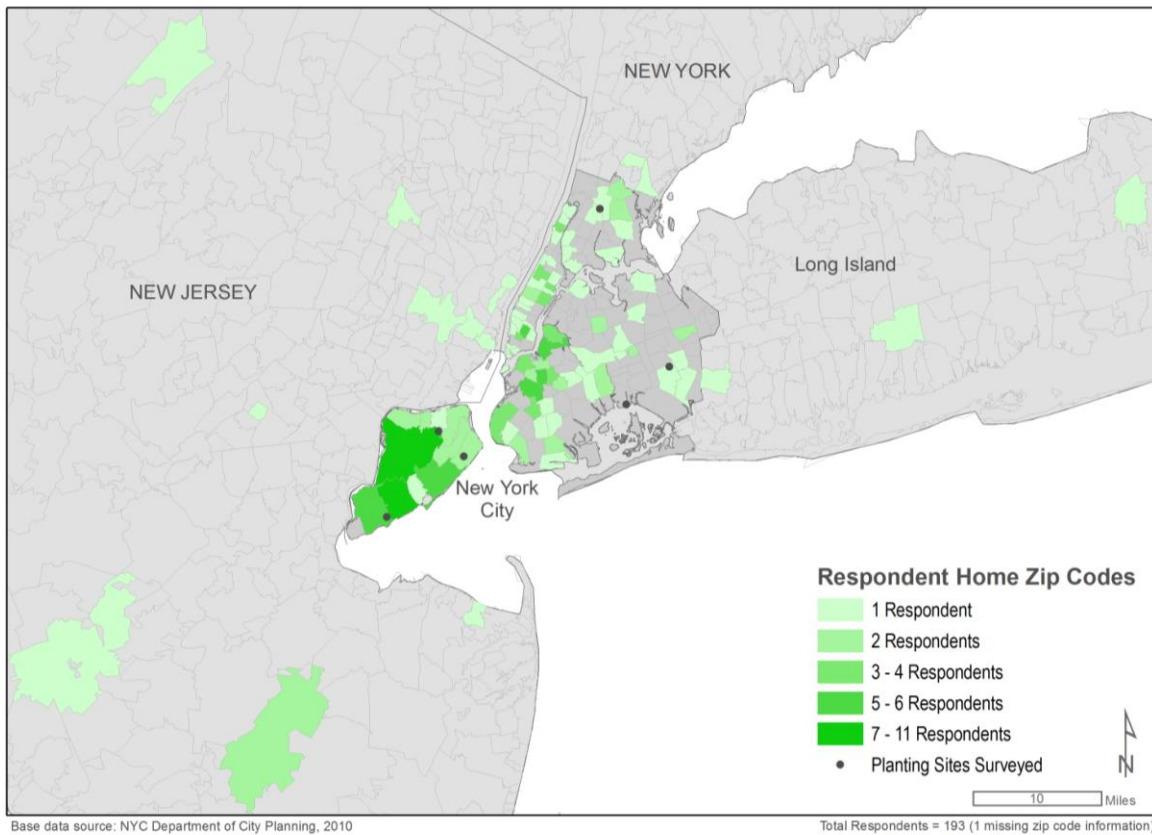 NEW YORK
Long Island
NEW JERSEY
New York
City
Respondent Home Zip Codes
1 Respondent
2 Respondents
3 - 4 Respondents
5 - 6 Respondents
7 - 11 Respondents
Planting Sites Surveyed
N
10
Miles
Base data source: NYC Department of City Planning, 2010
Total Respondents = 193 (1 missing zip code information)